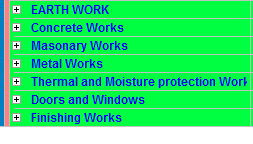 EARTH WORK
Concrete Works
Masonary Works
Metal Works
Thermal and Moisture protection Work
Doors and Windows
Finishing Works